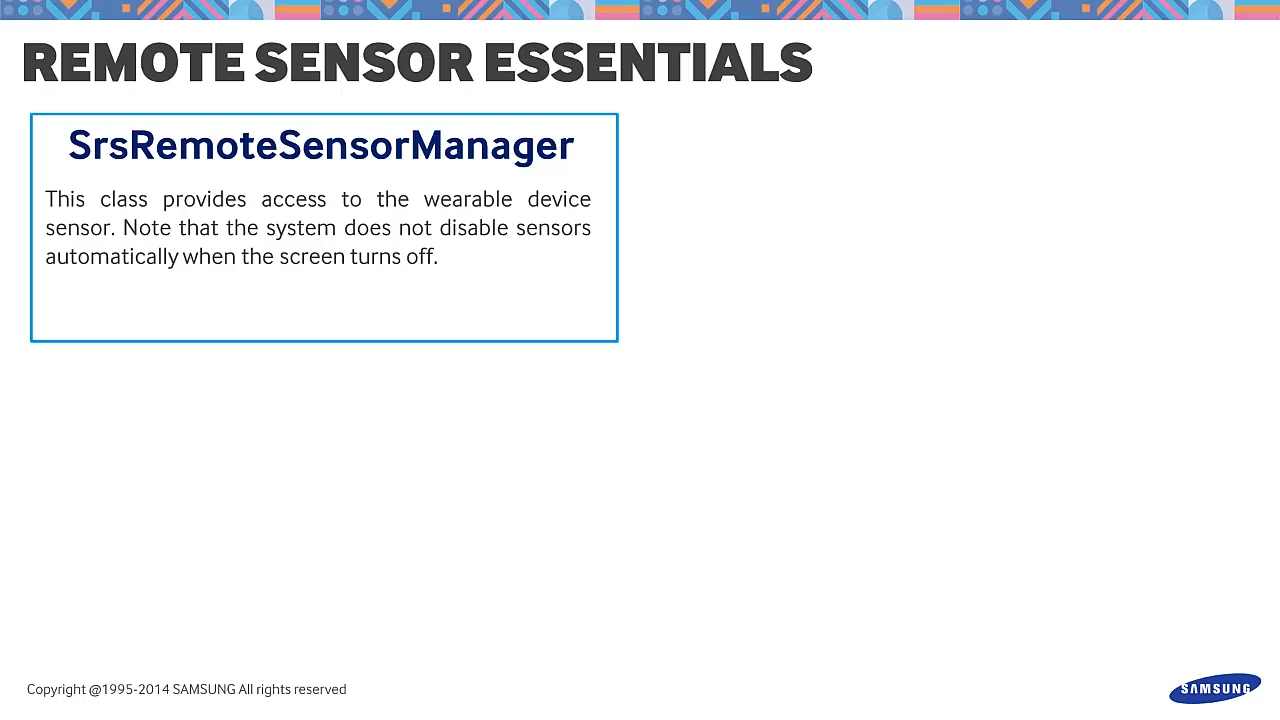 REMOTE SENSOR ESSENTIALS
SrsRemoteSensorManager
This class provides access to the wearable device
sensor. Note that the system does not disable sensors
automatically when the screen turns off.
Copyright @1995-2014 SAMSUNG All rights reserved
SAMSUNG